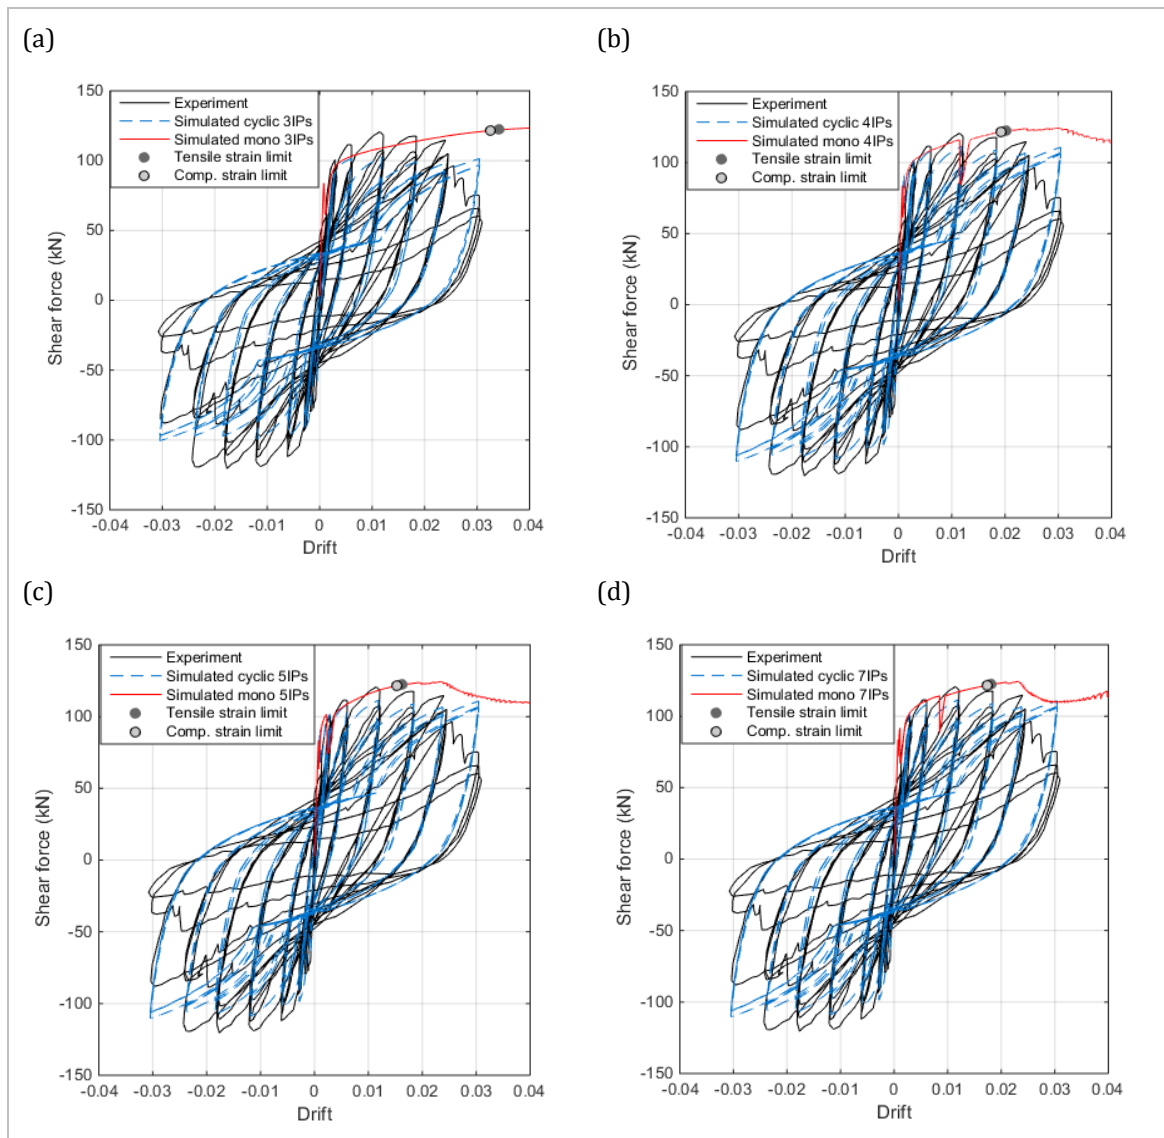 (a)
150
100
50
0
-50
-100
-150
Shear force (kN)
Experiment
Simulated cyclic 3IPs
Simulated mono 3IPs
Tensile strain limit
Comp. strain limit
-0.04 -0.03 -0.02 -0.01 0 0.01 0.02 0.03 0.04
Drift
(b)
150
100
50
0
-50
-100
-150
Shear force (kN)
Experiment
Simulated cyclic 4IPs
Simulated mono 4IPs
Tensile strain limit
Comp. strain limit
-0.04 -0.03 -0.02 -0.01 0 0.01 0.02 0.03 0.04
Drift
(c)
150
100
50
0
-50
-100
-150
Shear force (kN)
Experiment
Simulated cyclic 5IPs
Simulated mono 5IPs
Tensile strain limit
Comp. strain limit
-0.04 -0.03 -0.02 -0.01 0 0.01 0.02 0.03 0.04
Drift
(d)
150
100
50
0
-50
-100
-150
Shear force (kN)
Experiment
Simulated cyclic 7IPs
Simulated mono 7IPs
Tensile strain limit
Comp. strain limit
-0.04 -0.03 -0.02 -0.01 0 0.01 0.02 0.03 0.04
Drift